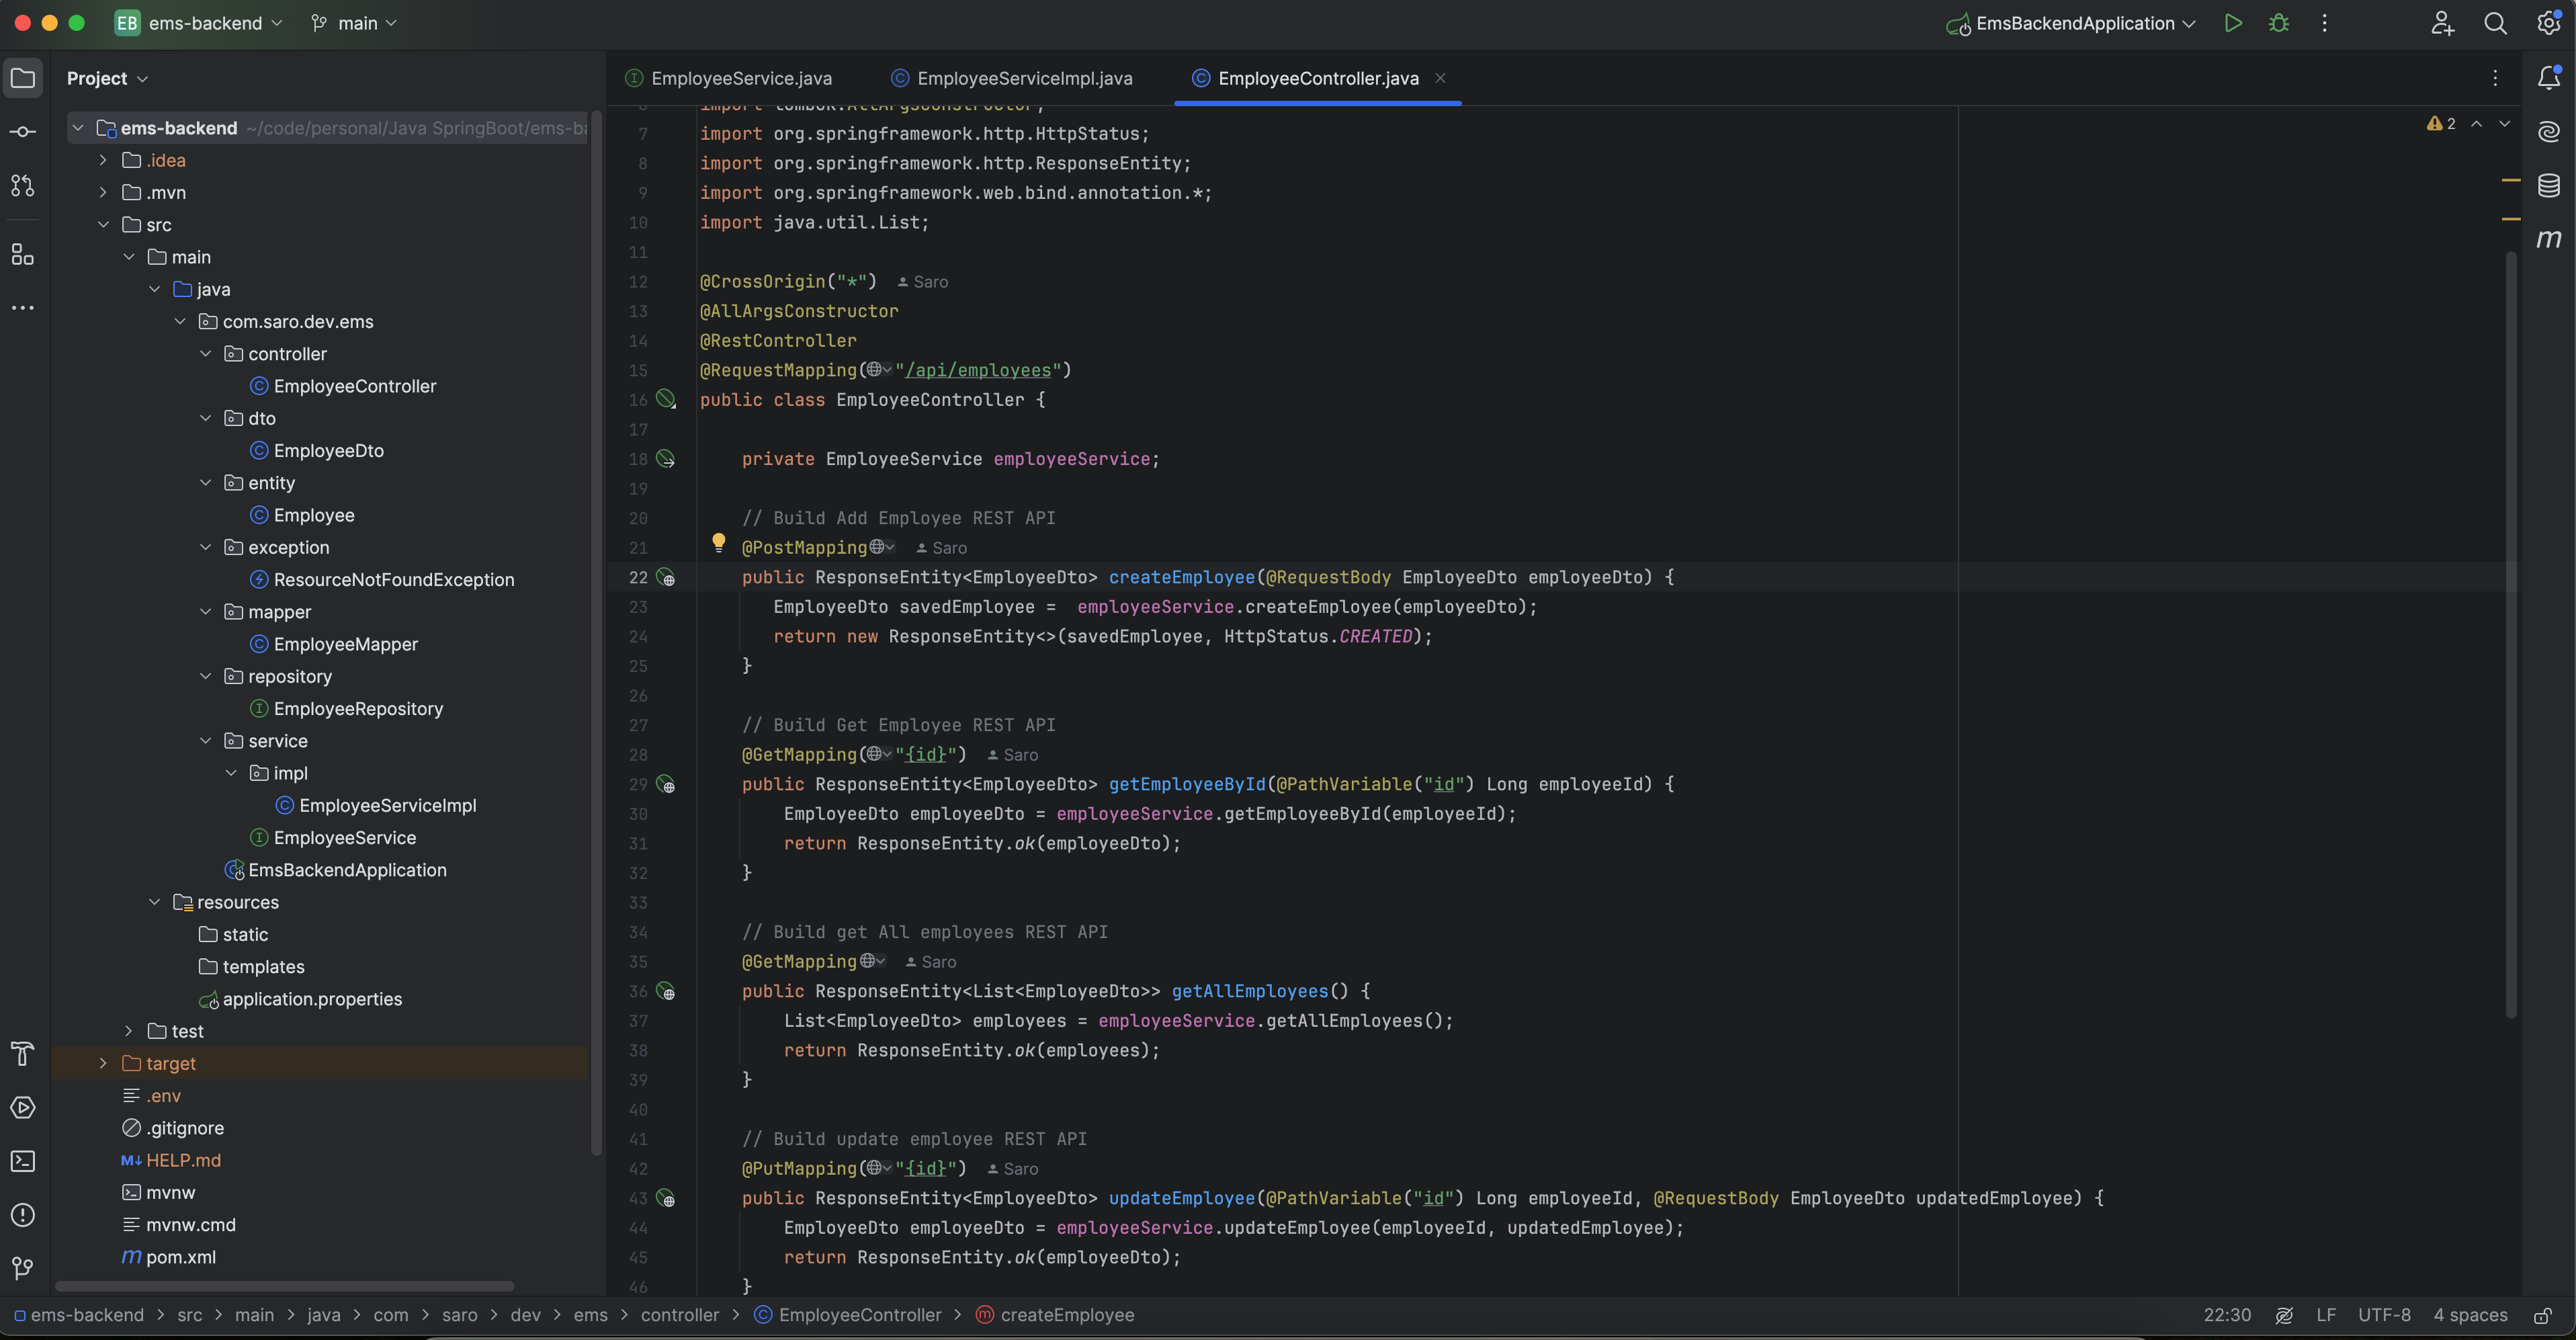 EB ems-backend main EmsBackendApplication
Project
ems-backend ~/code/personal/Java SpringBoot/ems-ba
.idea
.mvn
src
main
java
com.saro.dev.ems
controller
EmployeeController
dto
EmployeeDto
entity
Employee
exception
ResourceNotFoundException
mapper
EmployeeMapper
repository
EmployeeRepository
service
impl
EmployeeServiceImpl
EmployeeService
EmsBackendApplication
resources
static
templates
application.properties
test
target
.env
.gitignore
M↓ HELP.md
mvnw
mvnw.cmd
m pom.xml
EmployeeService.java EmployeeServiceImpl.java EmployeeController.java
2
6 import lombok.AllArgsConstructor;
7 import org.springframework.http.HttpStatus;
8 import org.springframework.http.ResponseEntity;
9 import org.springframework.web.bind.annotation.*;
10 import java.util.List;
11
12 @CrossOrigin("*") Saro
13 @AllArgsConstructor
14 @RestController
15 @RequestMapping("/api/employees")
16 public class EmployeeController {
17
18 private EmployeeService employeeService;
19
20 // Build Add Employee REST API
21 @PostMapping Saro
22 public ResponseEntity<EmployeeDto> createEmployee(@RequestBody EmployeeDto employeeDto) {
23 EmployeeDto savedEmployee =  employeeService.createEmployee(employeeDto);
24 return new ResponseEntity<>(savedEmployee, HttpStatus.CREATED);
25 }
26
27 // Build Get Employee REST API
28 @GetMapping("{id}") Saro
29 public ResponseEntity<EmployeeDto> getEmployeeById(@PathVariable("id") Long employeeId) {
30 EmployeeDto employeeDto = employeeService.getEmployeeById(employeeId);
31 return ResponseEntity.ok(employeeDto);
32 }
33
34 // Build get All employees REST API
35 @GetMapping Saro
36 public ResponseEntity<List<EmployeeDto>> getAllEmployees() {
37 List<EmployeeDto> employees = employeeService.getAllEmployees();
38 return ResponseEntity.ok(employees);
39 }
40
41 // Build update employee REST API
42 @PutMapping("{id}") Saro
43 public ResponseEntity<EmployeeDto> updateEmployee(@PathVariable("id") Long employeeId, @RequestBody EmployeeDto updatedEmployee) {
44 EmployeeDto employeeDto = employeeService.updateEmployee(employeeId, updatedEmployee);
45 return ResponseEntity.ok(employeeDto);
46 }
m
ems-backend > src > main > java > com > saro > dev > ems > controller > EmployeeController > createEmployee 22:30 LF UTF-8 4 spaces